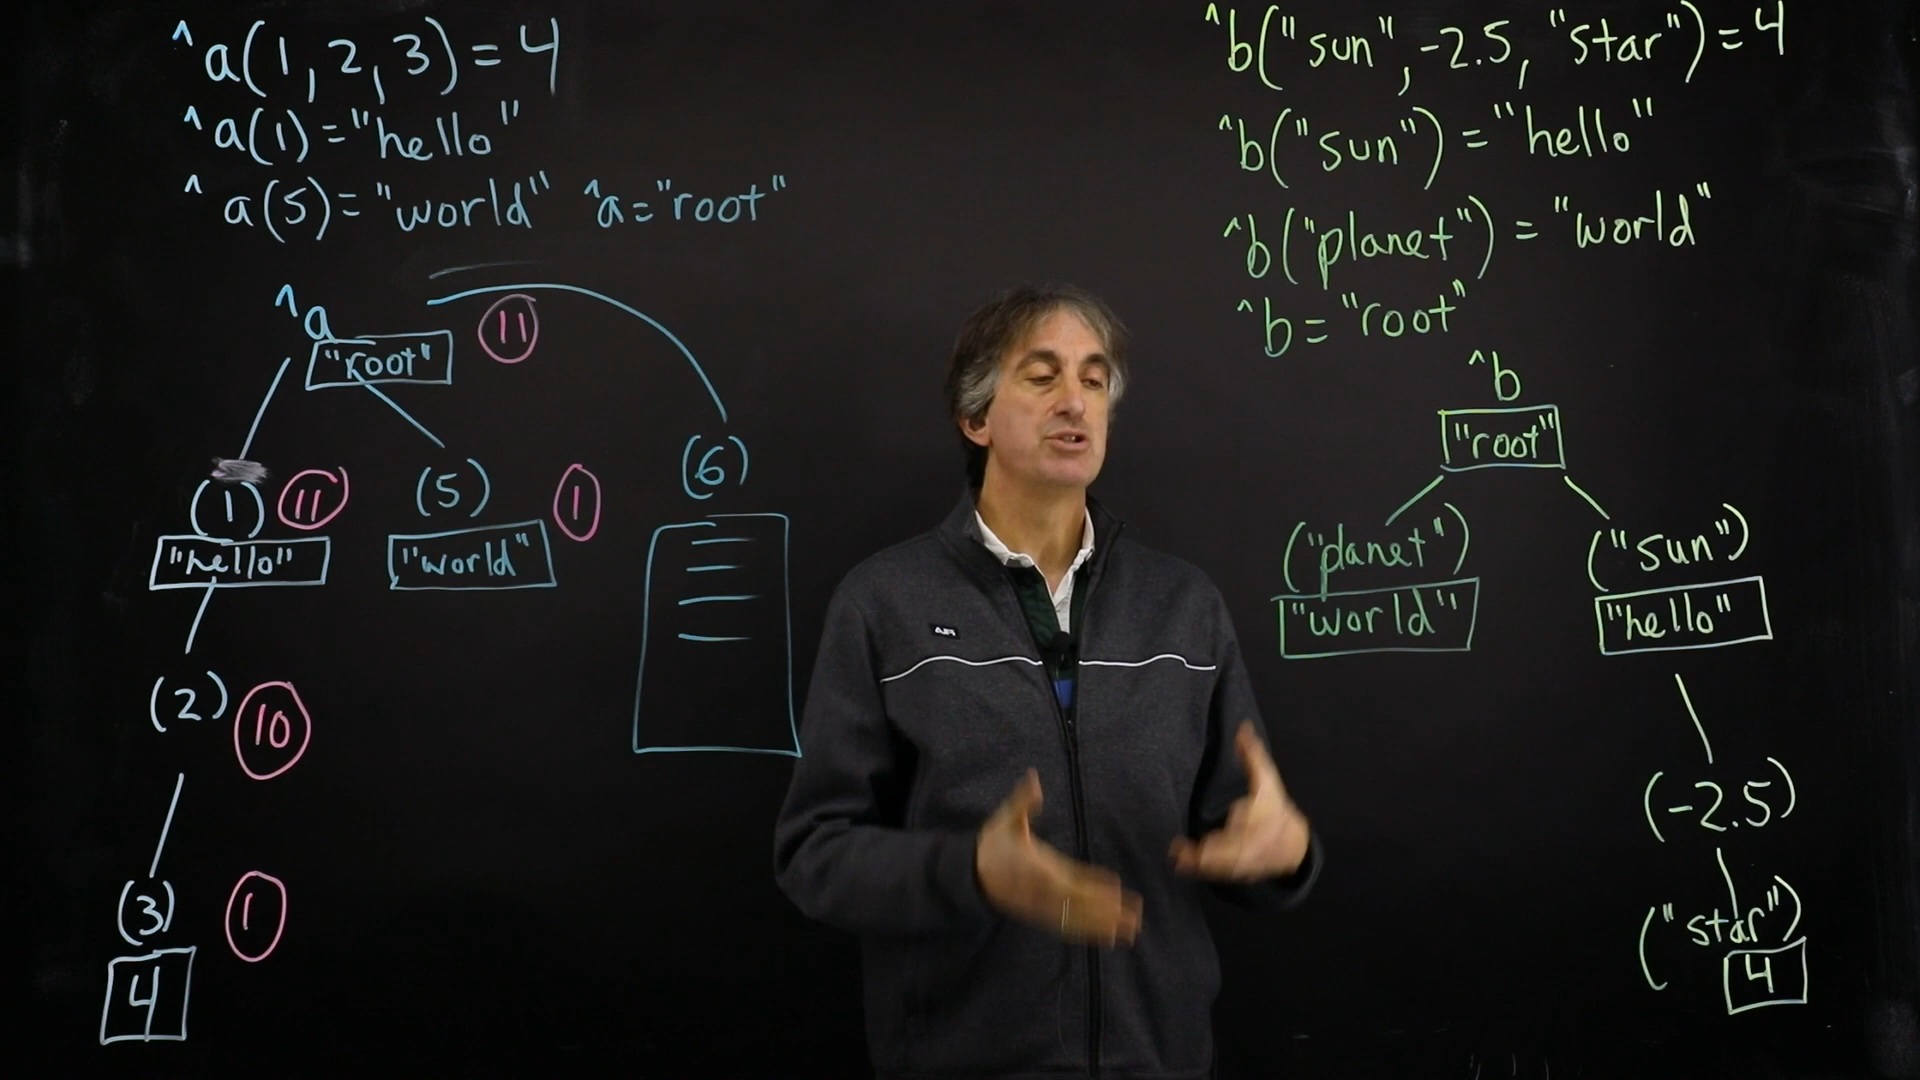 ^a(1,2,3)=4
^a(1)="hello"
^a(5)="world" ^a="root"
^a
"root"
11
(1)
11
"hello"
(5)
1
"world"
(6)
(2)
10
(3)
1
4
FILA
^b("sun",-2.5,"star")=4
^b("sun")="hello"
^b("planet")="world"
^b="root"
^b
"root"
("planet")
"world"
("sun")
"hello"
(-2.5)
("star")
4